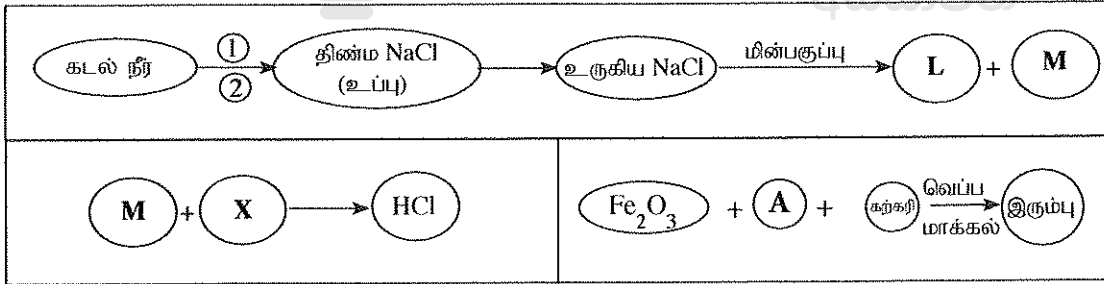 கடல் நீர் ① ② திண்ம NaCl (உப்பு) உருகிய NaCl மின்பகுப்பு L + M
M + X HCl
Fe₂O₃ + A + கற்கரி வெப்ப மாக்கல் இரும்பு